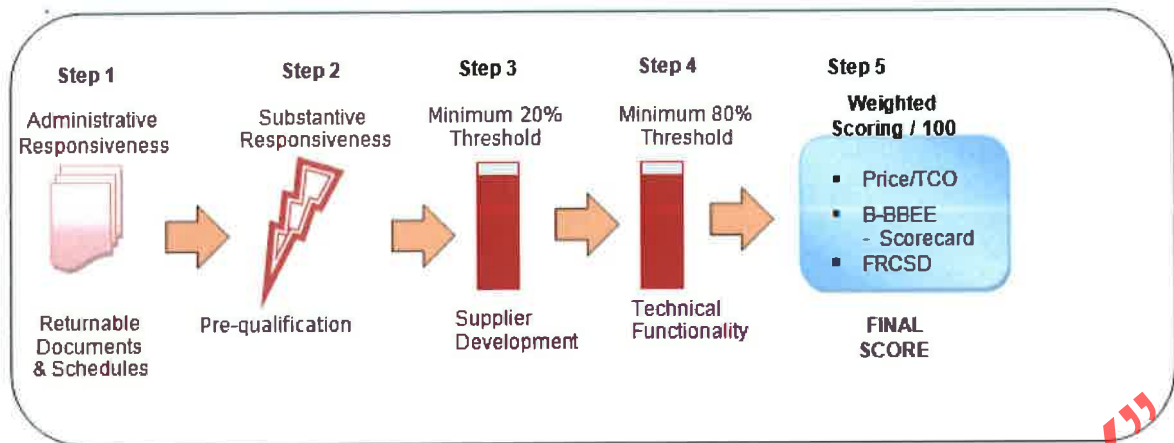 Step 1
Administrative
Responsiveness
Returnable
Documents
& Schedules
Step 2
Substantive
Responsiveness
Pre-qualification
Step 3
Minimum 20%
Threshold
Supplier
Development
Step 4
Minimum 80%
Threshold
Technical
Functionality
Step 5
Weighted
Scoring / 100
▪ Price/TCO
▪ B-BBEE
- Scorecard
▪ FRCSD
FINAL
SCORE
”